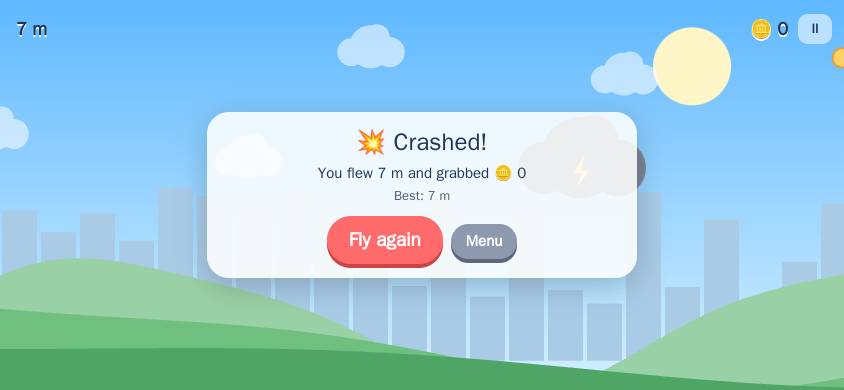 7 m
🪙 0
💥 Crashed!
You flew 7 m and grabbed 🪙 0
Best: 7 m
Fly again
Menu